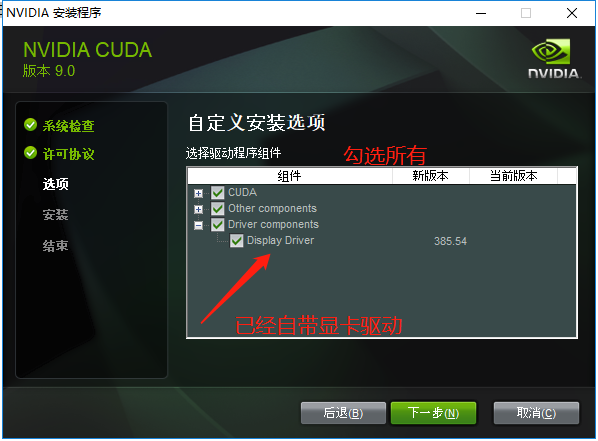 NVIDIA 安装程序
NVIDIA CUDA
版本 9.0
NVIDIA.
系统检查
许可协议
选项
安装
结束
自定义安装选项
选择驱动程序组件
勾选所有
组件 新版本 当前版本
CUDA
Other components
Driver components
Display Driver 385.54
已经自带显卡驱动
后退(B) 下一步(N) 取消(C)